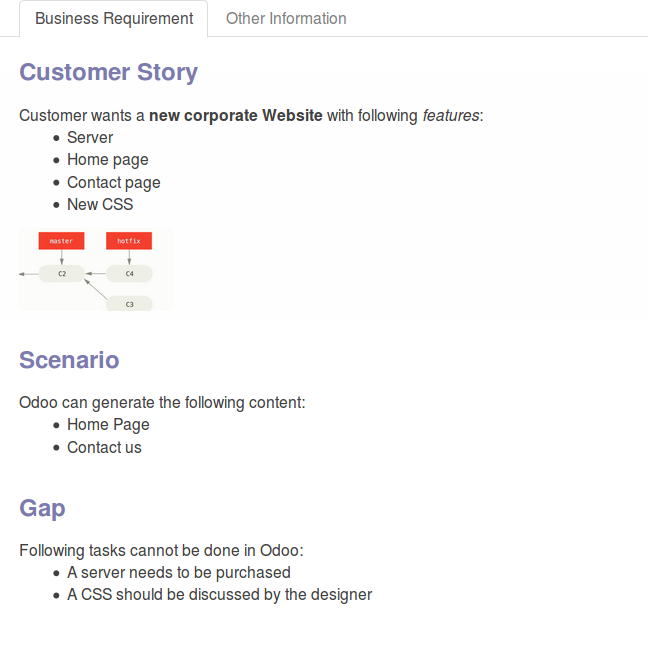 Business Requirement Other Information
Customer Story
Customer wants a new corporate Website with following features:
Server
Home page
Contact page
New CSS
master hotfix
C2 C4
C3
Scenario
Odoo can generate the following content:
Home Page
Contact us
Gap
Following tasks cannot be done in Odoo:
A server needs to be purchased
A CSS should be discussed by the designer